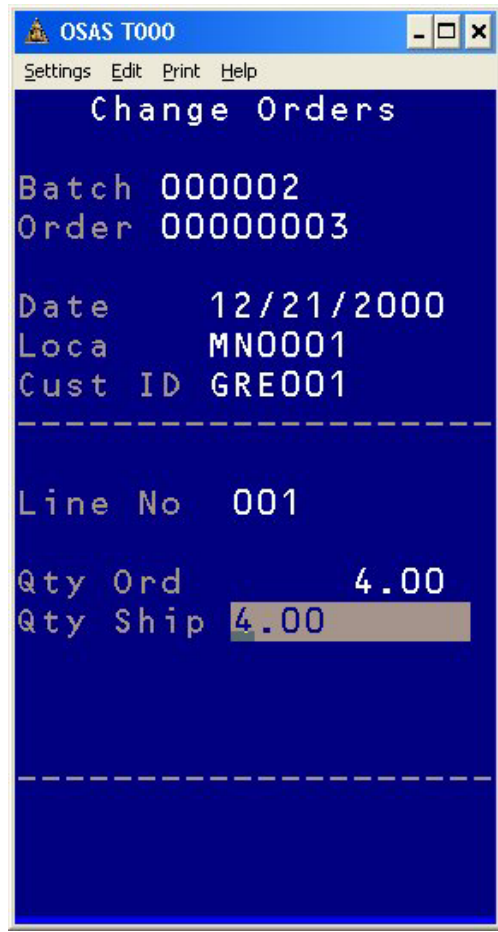 OSAS T000
Settings Edit Print Help
Change Orders
Batch 000002
Order 00000003
Date 12/21/2000
Loca MN0001
Cust ID GRE001
Line No 001
Qty Ord 4.00
Qty Ship 4.00